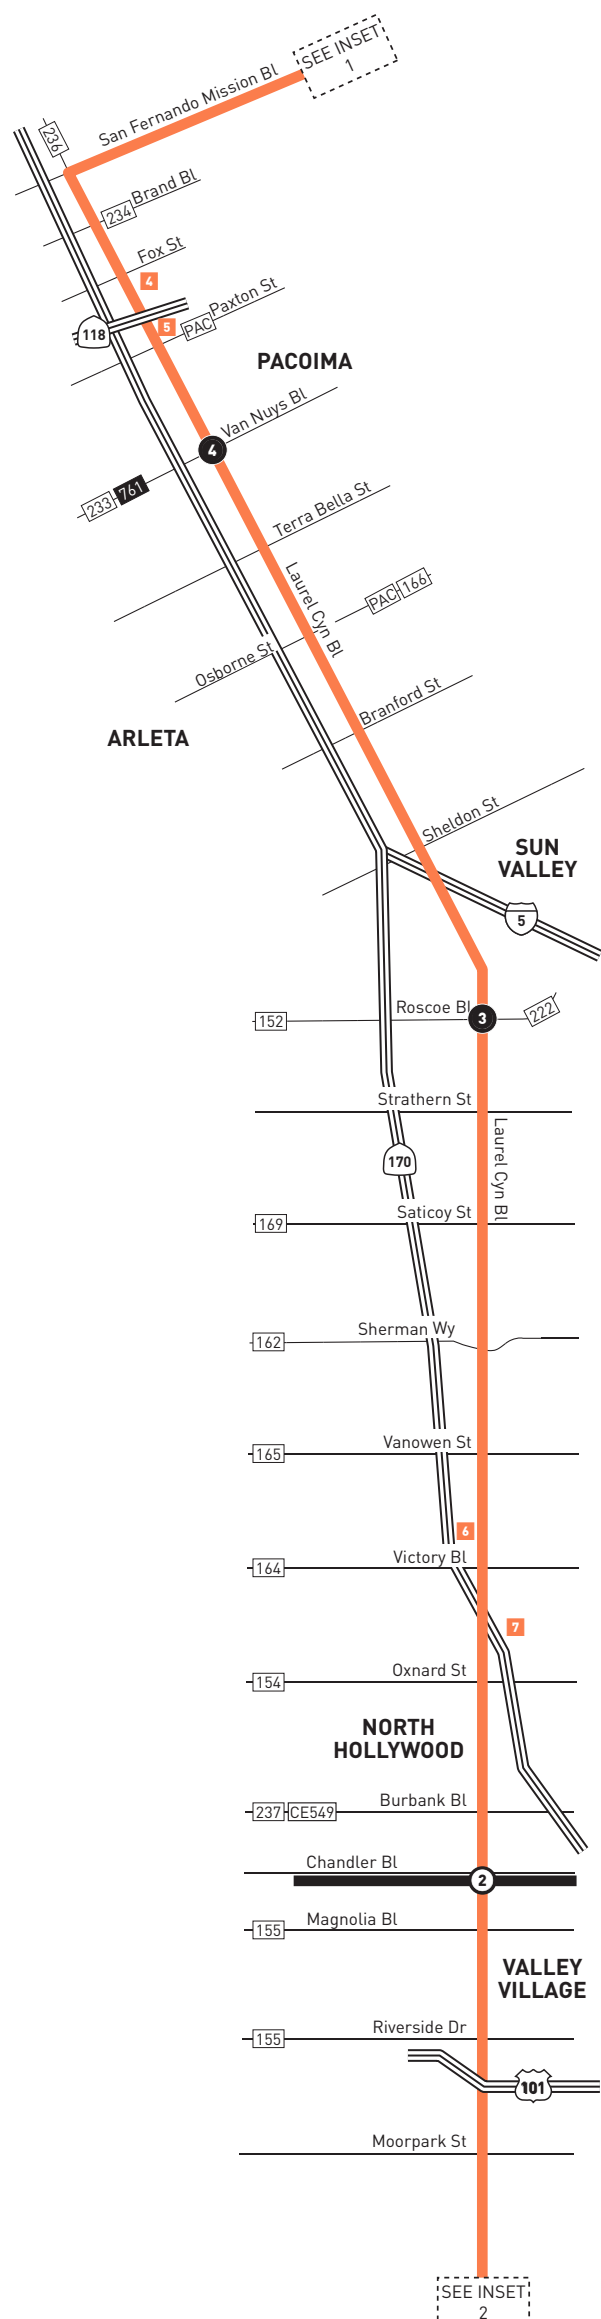 SEE INSET
1
San Fernando Mission Bl
236
Brand Bl
234
Fox St
4
Paxton St
5
PAC
118
PACOIMA
Van Nuys Bl
4
761
233
Terra Bella St
Laurel Cyn Bl
PAC
166
Osborne St
Branford St
ARLETA
Sheldon St
SUN
VALLEY
5
Roscoe Bl
3
222
152
Strathern St
Laurel Cyn Bl
170
Saticoy St
169
Sherman Wy
162
Vanowen St
165
6
Victory Bl
164
7
Oxnard St
154
NORTH
HOLLYWOOD
Burbank Bl
237
CE549
Chandler Bl
2
Magnolia Bl
155
VALLEY
VILLAGE
Riverside Dr
155
101
Moorpark St
SEE INSET
2